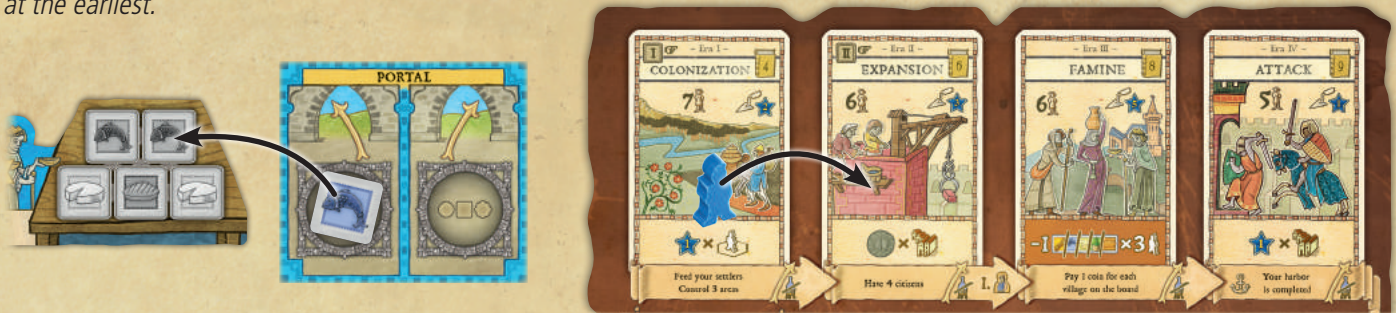 at the earliest.
PORTAL
I
– Era I –
COLONIZATION 4
7
1
Feed your settlers
Control 3 areas
II
– Era II –
EXPANSION 6
6
Have 4 citizens
I.
– Era III –
FAMINE 8
6
-1 ×3
Pay 1 coin for each
village on the board
– Era IV –
ATTACK 9
5
1 ×
Your harbor
is completed